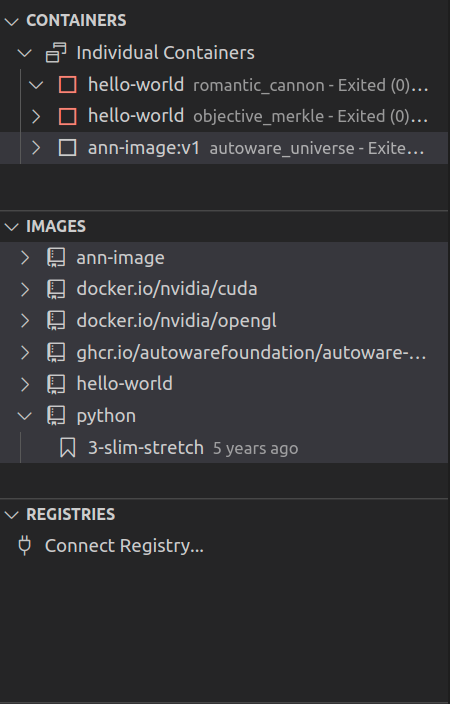 CONTAINERS
Individual Containers
hello-world romantic_cannon - Exited (0)...
hello-world objective_merkle - Exited (0)...
ann-image:v1 autoware_universe - Exite...
IMAGES
ann-image
docker.io/nvidia/cuda
docker.io/nvidia/opengl
ghcr.io/autowarefoundation/autoware-...
hello-world
python
3-slim-stretch 5 years ago
REGISTRIES
Connect Registry...